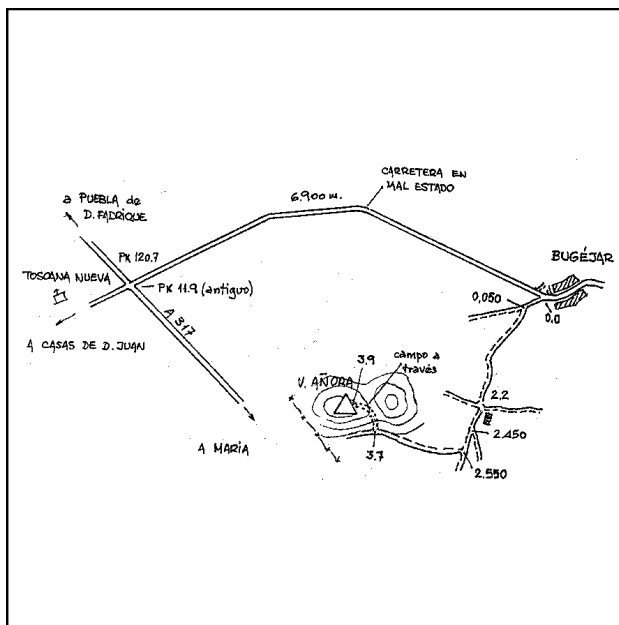 CARRETERA EN
MAL ESTADO
6.900 m.
a PUEBLA de
D. FADRIQUE
PK 120.7
BUGÉJAR
TOSCANA NUEVA
PK 11.9 (antiguo)
0,050
0.0
A 317
A CASAS DE D. JUAN
campo a
través
3.9
V. AÑORA
2.2
A MARIA
3.7
2.450
2.550